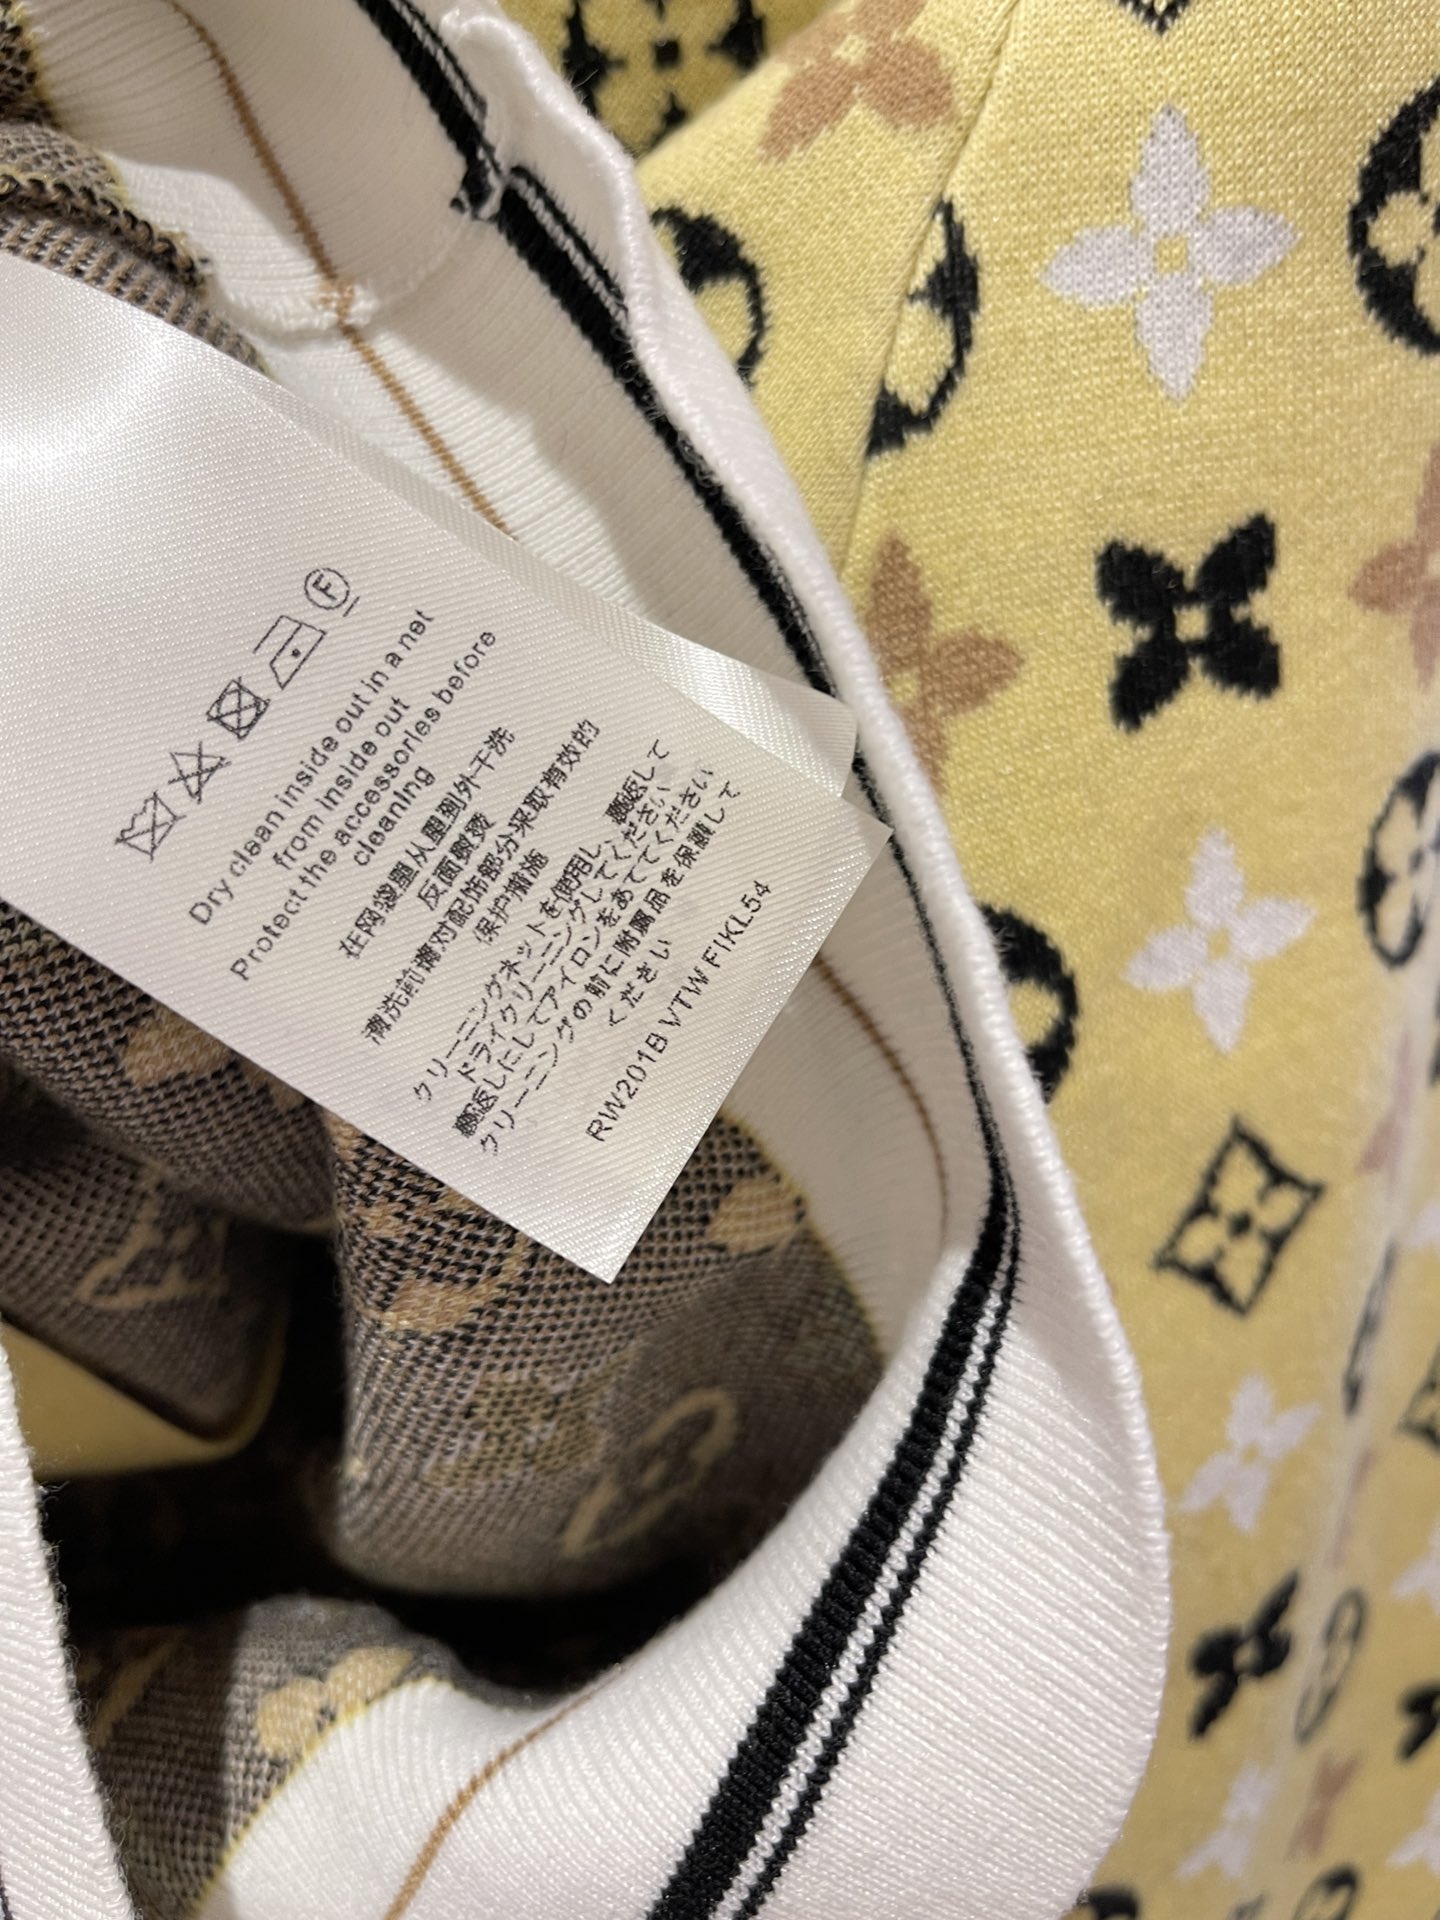 F
Dry clean inside out in a net
from inside out
Protect the accessories before
cleaning
在网袋里从里到外干洗
反面熨烫
清洗前请对配饰部分采取有效的
保护措施
クリーニングネットを使用し、裏返して
ドライクリーニングしてください
裏返しにしてアイロンをあててください
クリーニングの前に附属品を保護して
ください
RW201B VTW FIKL54